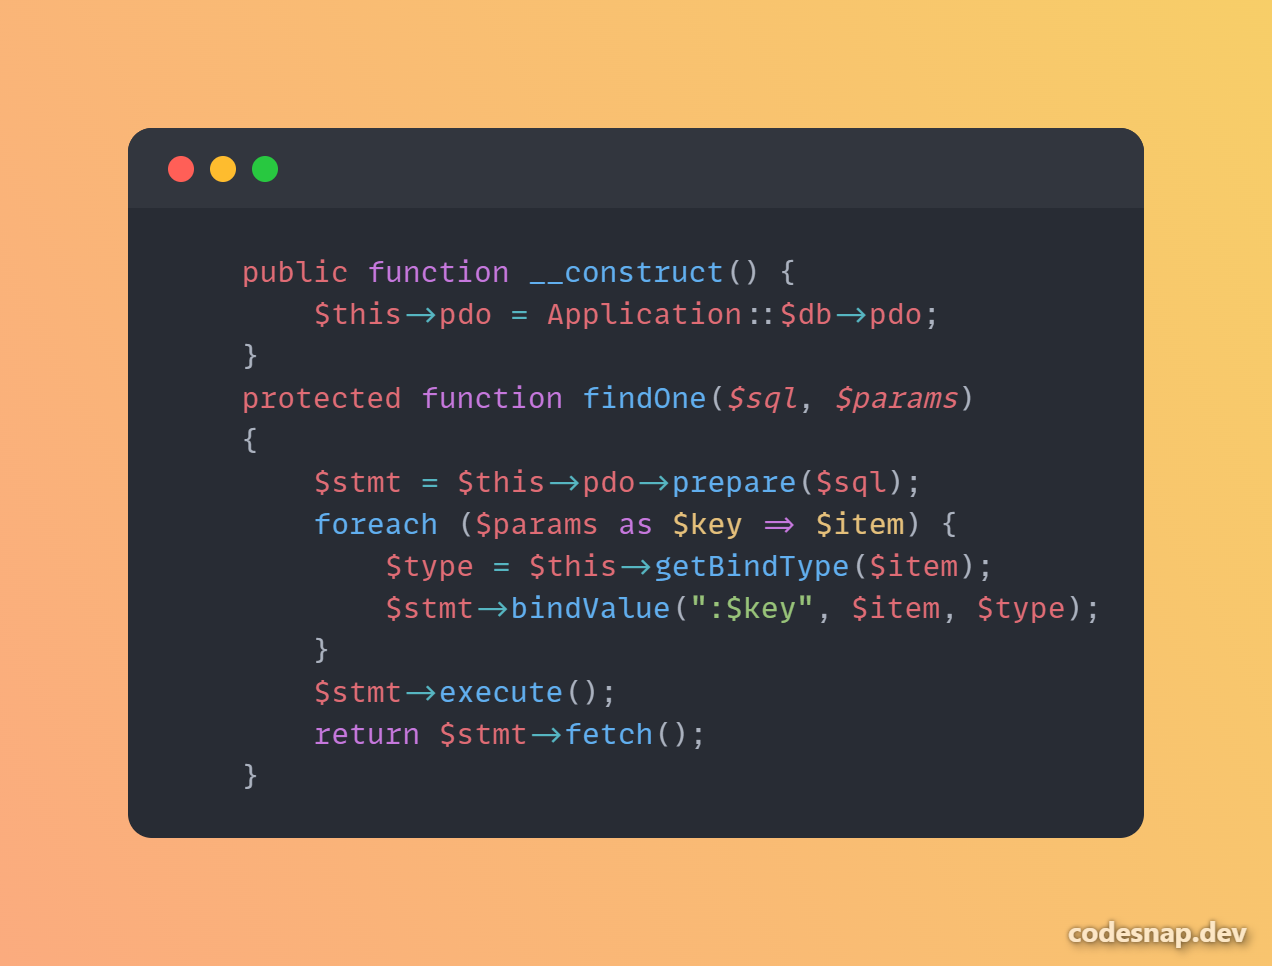 public function __construct() {
    $this->pdo = Application::$db->pdo;
}
protected function findOne($sql, $params)
{
    $stmt = $this->pdo->prepare($sql);
    foreach ($params as $key => $item) {
        $type = $this->getBindType($item);
        $stmt->bindValue(":$key", $item, $type);
    }
    $stmt->execute();
    return $stmt->fetch();
}
codesnap.dev